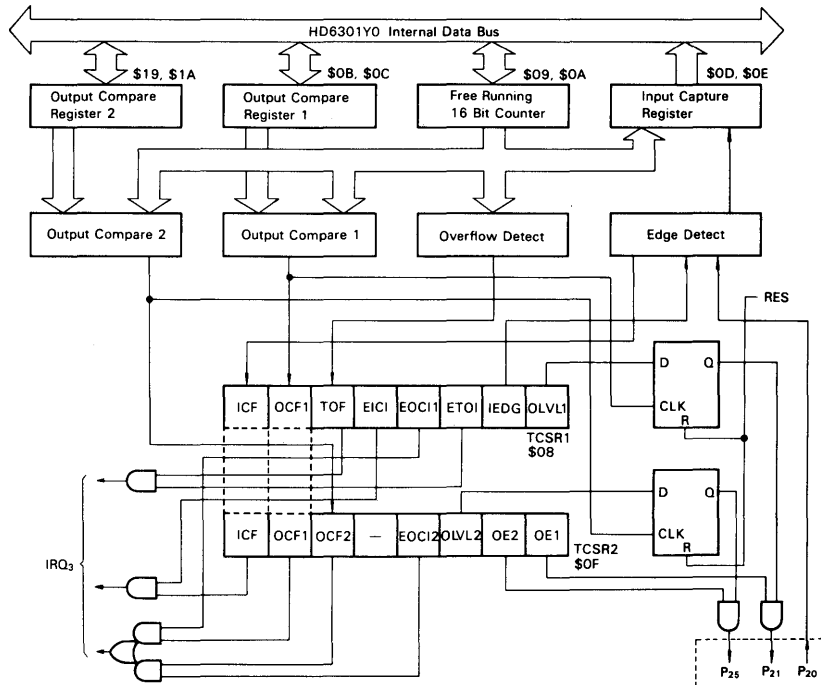 HD6301Y0 Internal Data Bus
$19, $1A
$0B, $0C
$09, $0A
$0D, $0E
Output Compare
Register 2
Output Compare
Register 1
Free Running
16 Bit Counter
Input Capture
Register
Output Compare 2
Output Compare 1
Overflow Detect
Edge Detect
RES
D Q
CLK
R
ICF OCF1 TOF EICI EOCI1 ETOI IEDG OLVL1
TCSR1
$08
D Q
CLK
R
ICF OCF1 OCF2 — EOCI2 OLVL2 OE2 OE1
TCSR2
$0F
IRQ₃
P₂₅ P₂₁ P₂₀